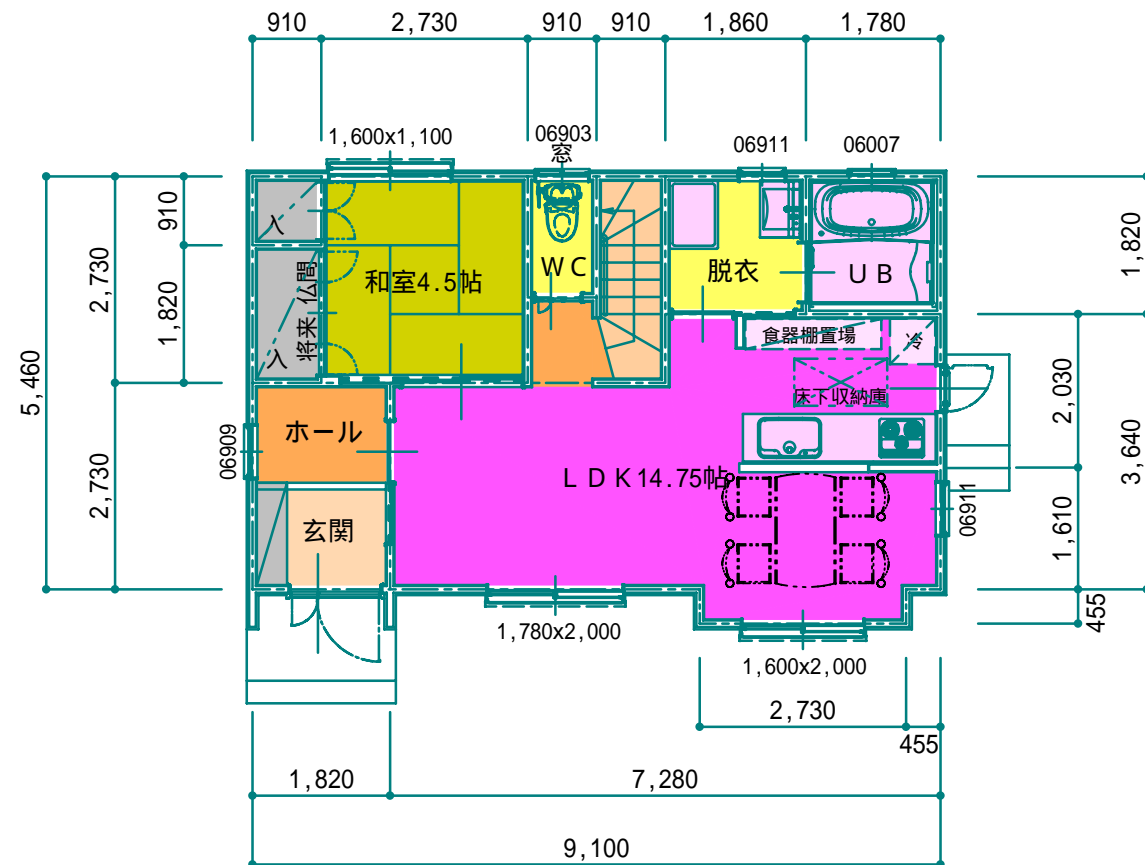 910
2,730
910
910
1,860
1,780
1,600x1,100
06903
窓
06911
06007
5,460
2,730
910
1,820
2,730
入
将来 仏間
入
和室4.5帖
WC
脱衣
UB
食器棚置場
冷
床下収納庫
1,820
2,030
3,640
1,610
455
06909
ホール
LDK14.75帖
06911
玄関
1,780x2,000
1,600x2,000
2,730
455
1,820
7,280
9,100